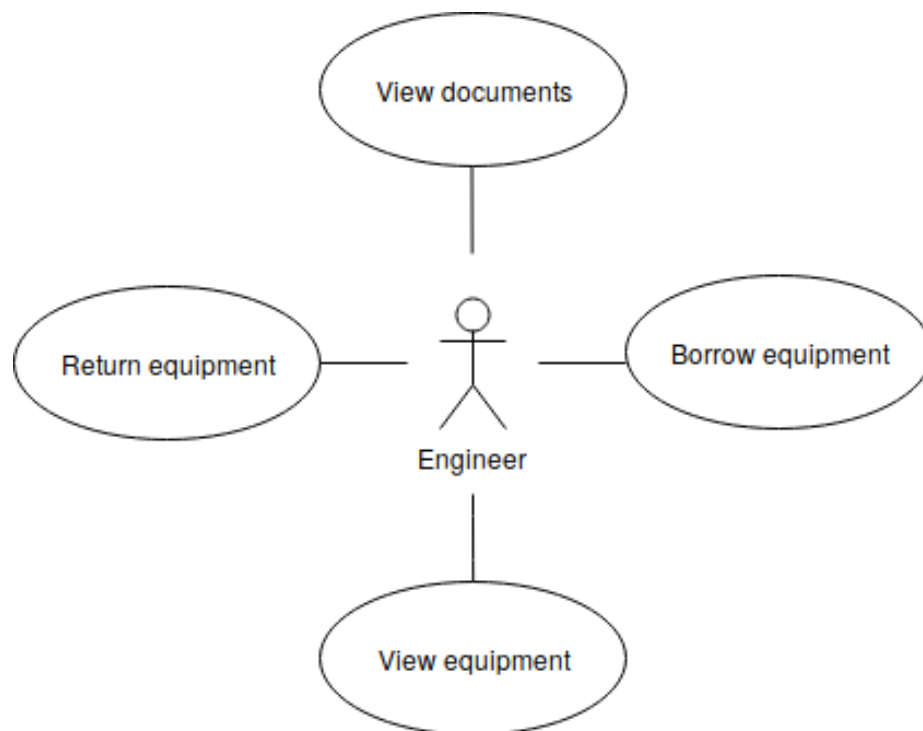 View documents
Return equipment
Borrow equipment
Engineer
View equipment